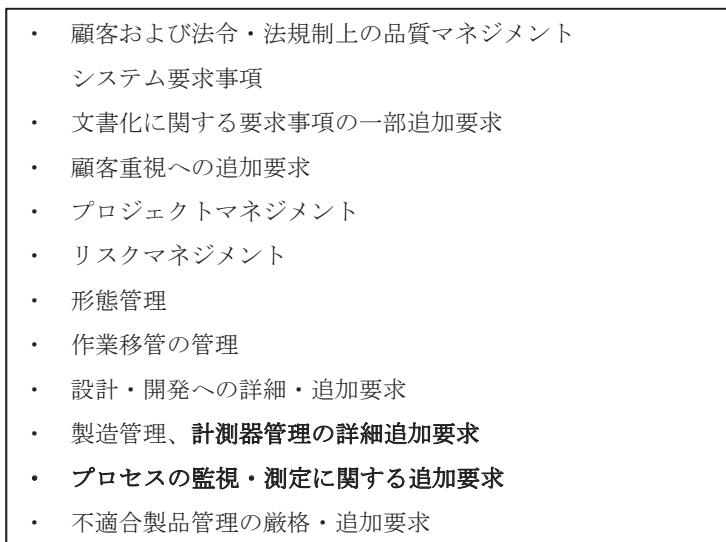 ・ 顧客および法令・法規制上の品質マネジメント
システム要求事項
・ 文書化に関する要求事項の一部追加要求
・ 顧客重視への追加要求
・ プロジェクトマネジメント
・ リスクマネジメント
・ 形態管理
・ 作業移管の管理
・ 設計・開発への詳細・追加要求
・ 製造管理、計測器管理の詳細追加要求
・ プロセスの監視・測定に関する追加要求
・ 不適合製品管理の厳格・追加要求